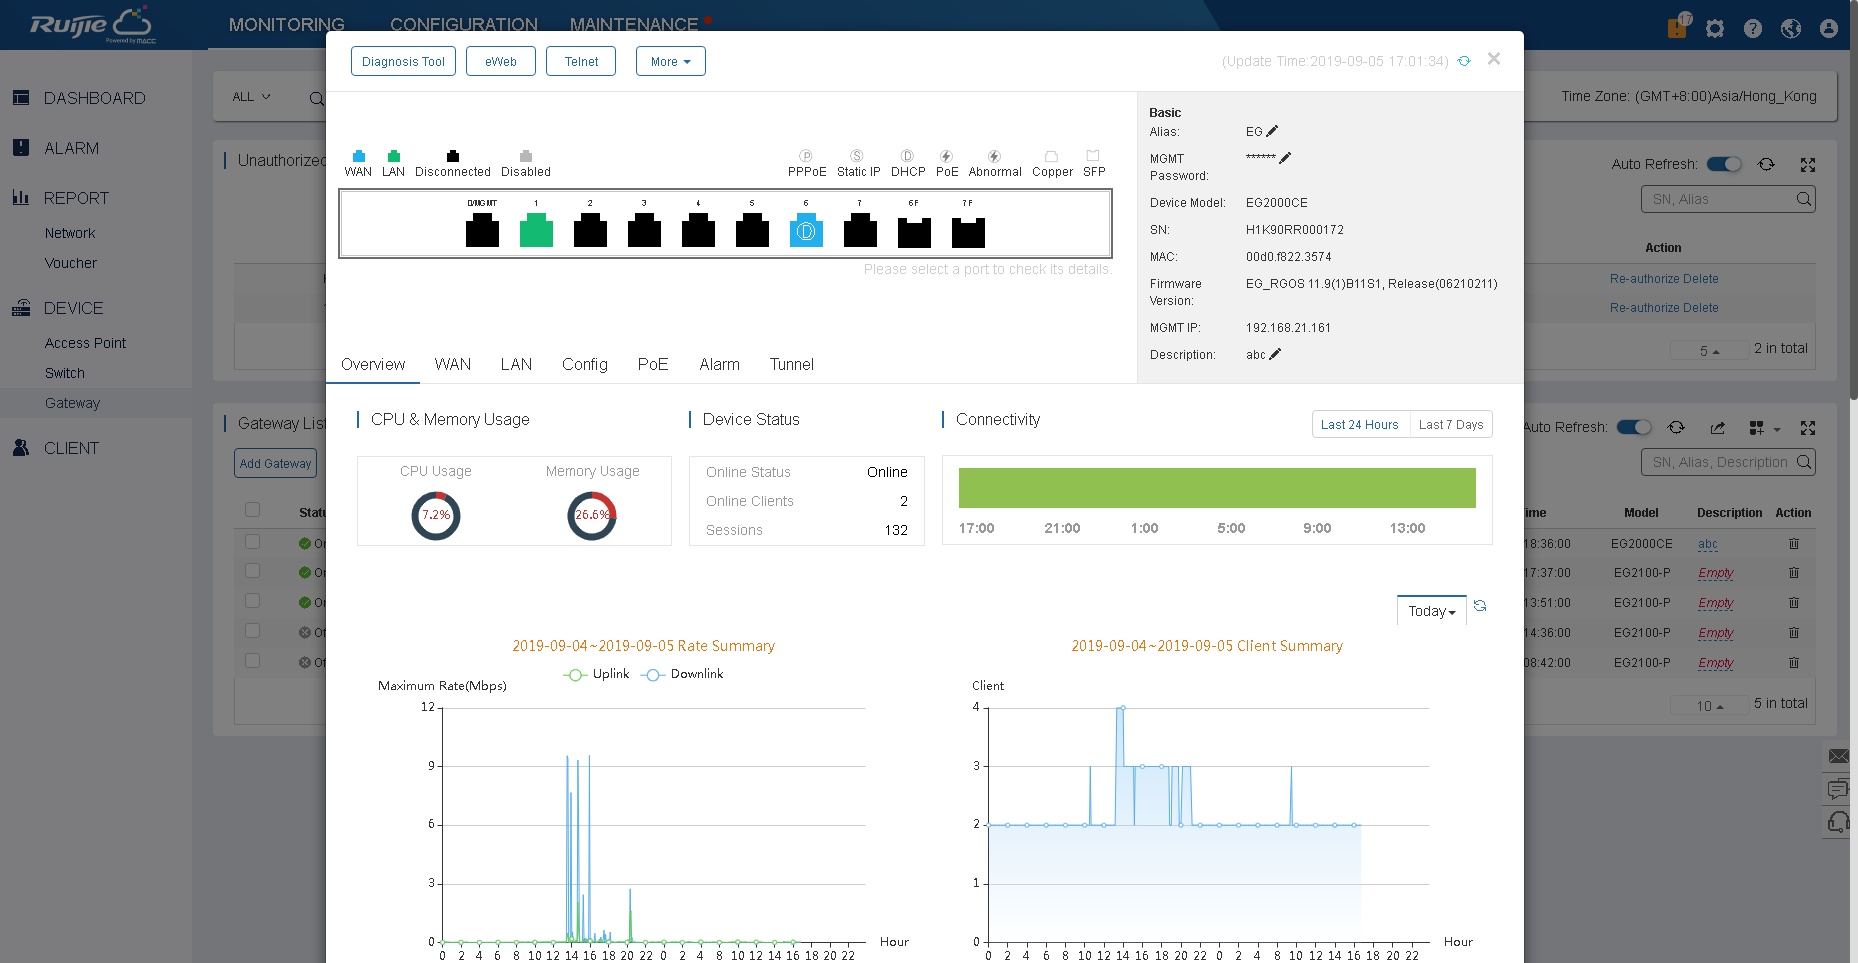 Ruijie
Powered by MACC
MONITORING CONFIGURATION MAINTENANCE
17
DASHBOARD
ALARM
REPORT
Network
Voucher
DEVICE
Access Point
Switch
Gateway
CLIENT
ALL
Time Zone: (GMT+8:00)Asia/Hong_Kong
Unauthorized
Auto Refresh:
SN, Alias
Action
Re-authorize Delete
Re-authorize Delete
5 2 in total
Gateway List
Auto Refresh:
Add Gateway
SN, Alias, Description
Model Description Action
18:36:00 EG2000CE abc
17:37:00 EG2100-P Empty
13:51:00 EG2100-P Empty
14:36:00 EG2100-P Empty
08:42:00 EG2100-P Empty
10 5 in total
Diagnosis Tool eWeb Telnet More
(Update Time:2019-09-05 17:01:34)
WAN LAN Disconnected Disabled
P S D
PPPoE Static IP DHCP PoE Abnormal Copper SFP
0/MGMT 1 2 3 4 5 6 7 6F 7F
D
Please select a port to check its details.
Basic
Alias: EG
MGMT Password: ******
Device Model: EG2000CE
SN: H1K90RR000172
MAC: 00d0.f822.3574
Firmware Version: EG_RGOS 11.9(1)B11S1, Release(06210211)
MGMT IP: 192.168.21.161
Description: abc
Overview WAN LAN Config PoE Alarm Tunnel
CPU & Memory Usage
CPU Usage Memory Usage
7.2% 26.6%
Device Status
Online Status Online
Online Clients 2
Sessions 132
Connectivity
Last 24 Hours Last 7 Days
17:00 21:00 1:00 5:00 9:00 13:00
Today
2019-09-04~2019-09-05 Rate Summary
Uplink Downlink
Maximum Rate(Mbps)
12
9
6
3
0
0 2 4 6 8 10 12 14 16 18 20 22 0 2 4 6 8 10 12 14 16 18 20 22
Hour
2019-09-04~2019-09-05 Client Summary
Client
4
3
2
1
0
0 2 4 6 8 10 12 14 16 18 20 22 0 2 4 6 8 10 12 14 16 18 20 22
Hour